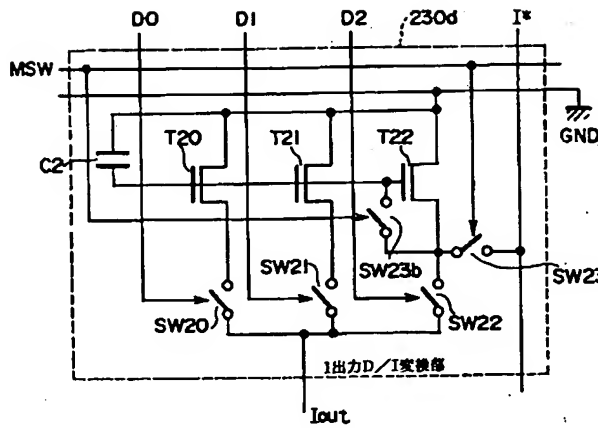 D0 D1 D2 230d I*
MSW
GND
T20 T21 T22
C2
SW23b
SW23
SW21
SW20 SW22
1出力D/I変換部
Iout